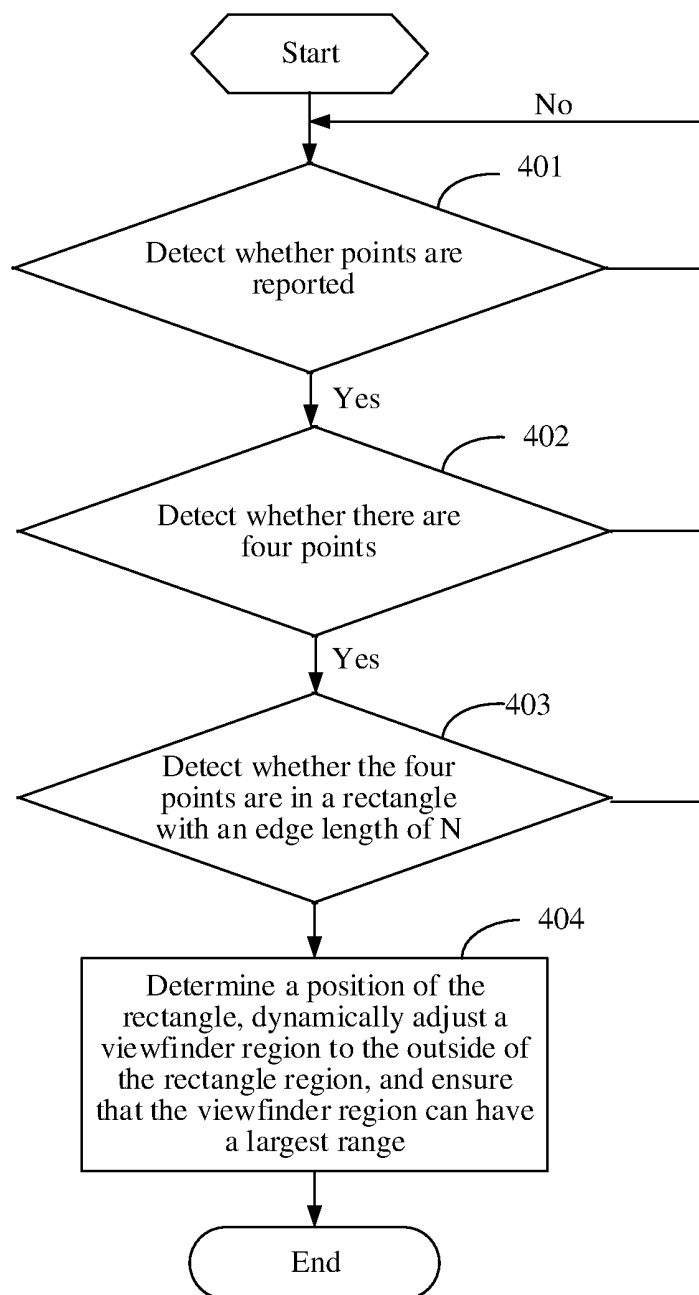 Start
No
401
Detect whether points are
reported
Yes
402
Detect whether there are
four points
Yes
403
Detect whether the four
points are in a rectangle
with an edge length of N
404
Determine a position of the
rectangle, dynamically adjust a
viewfinder region to the outside of
the rectangle region, and ensure
that the viewfinder region can have
a largest range
End